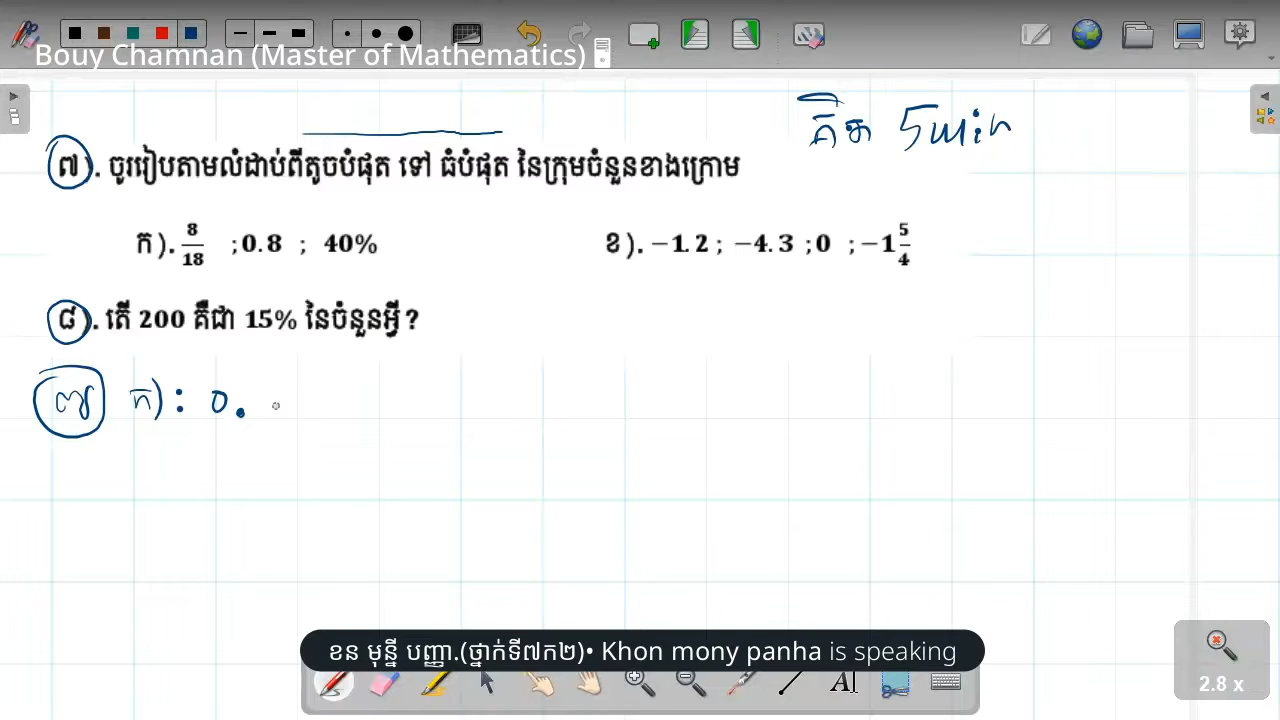 Bouy Chamnan (Master of Mathematics)
គិត 5
៧). ចូររៀបតាមលំដាប់ពីតូចបំផុត ទៅ ធំបំផុត នៃក្រុមចំនួនខាងក្រោម
ក). 8/18 ;0.8 ; 40% ខ). −1.2 ; −4.3 ;0 ;−1 5/4
៨). តើ 200 គឺជា 15% នៃចំនួនអ្វី?
៧ ក) : 0.
ខន មុន្នី បញ្ញា.(ថ្នាក់ទី៧ក២)• Khon mony panha is speaking
AI
2.8 x